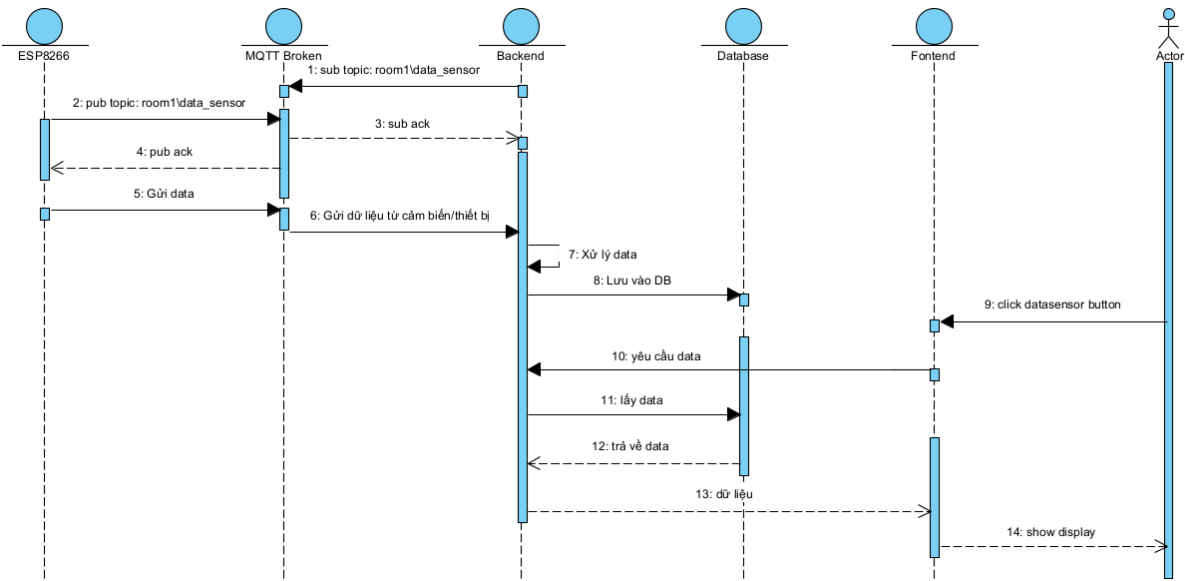 ESP8266
MQTT Broken
Backend
Database
Fontend
Actor
1: sub topic: room1\data_sensor
2: pub topic: room1\data_sensor
3: sub ack
4: pub ack
5: Gửi data
6: Gửi dữ liệu từ cảm biến/thiết bị
7: Xử lý data
8: Lưu vào DB
9: click datasensor button
10: yêu cầu data
11: lấy data
12: trả về data
13: dữ liệu
14: show display